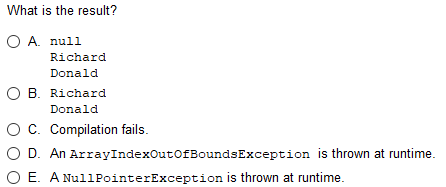 What is the result?
A. null
Richard
Donald
B. Richard
Donald
C. Compilation fails.
D. An ArrayIndexOutOfBoundsException is thrown at runtime.
E. A NullPointerException is thrown at runtime.